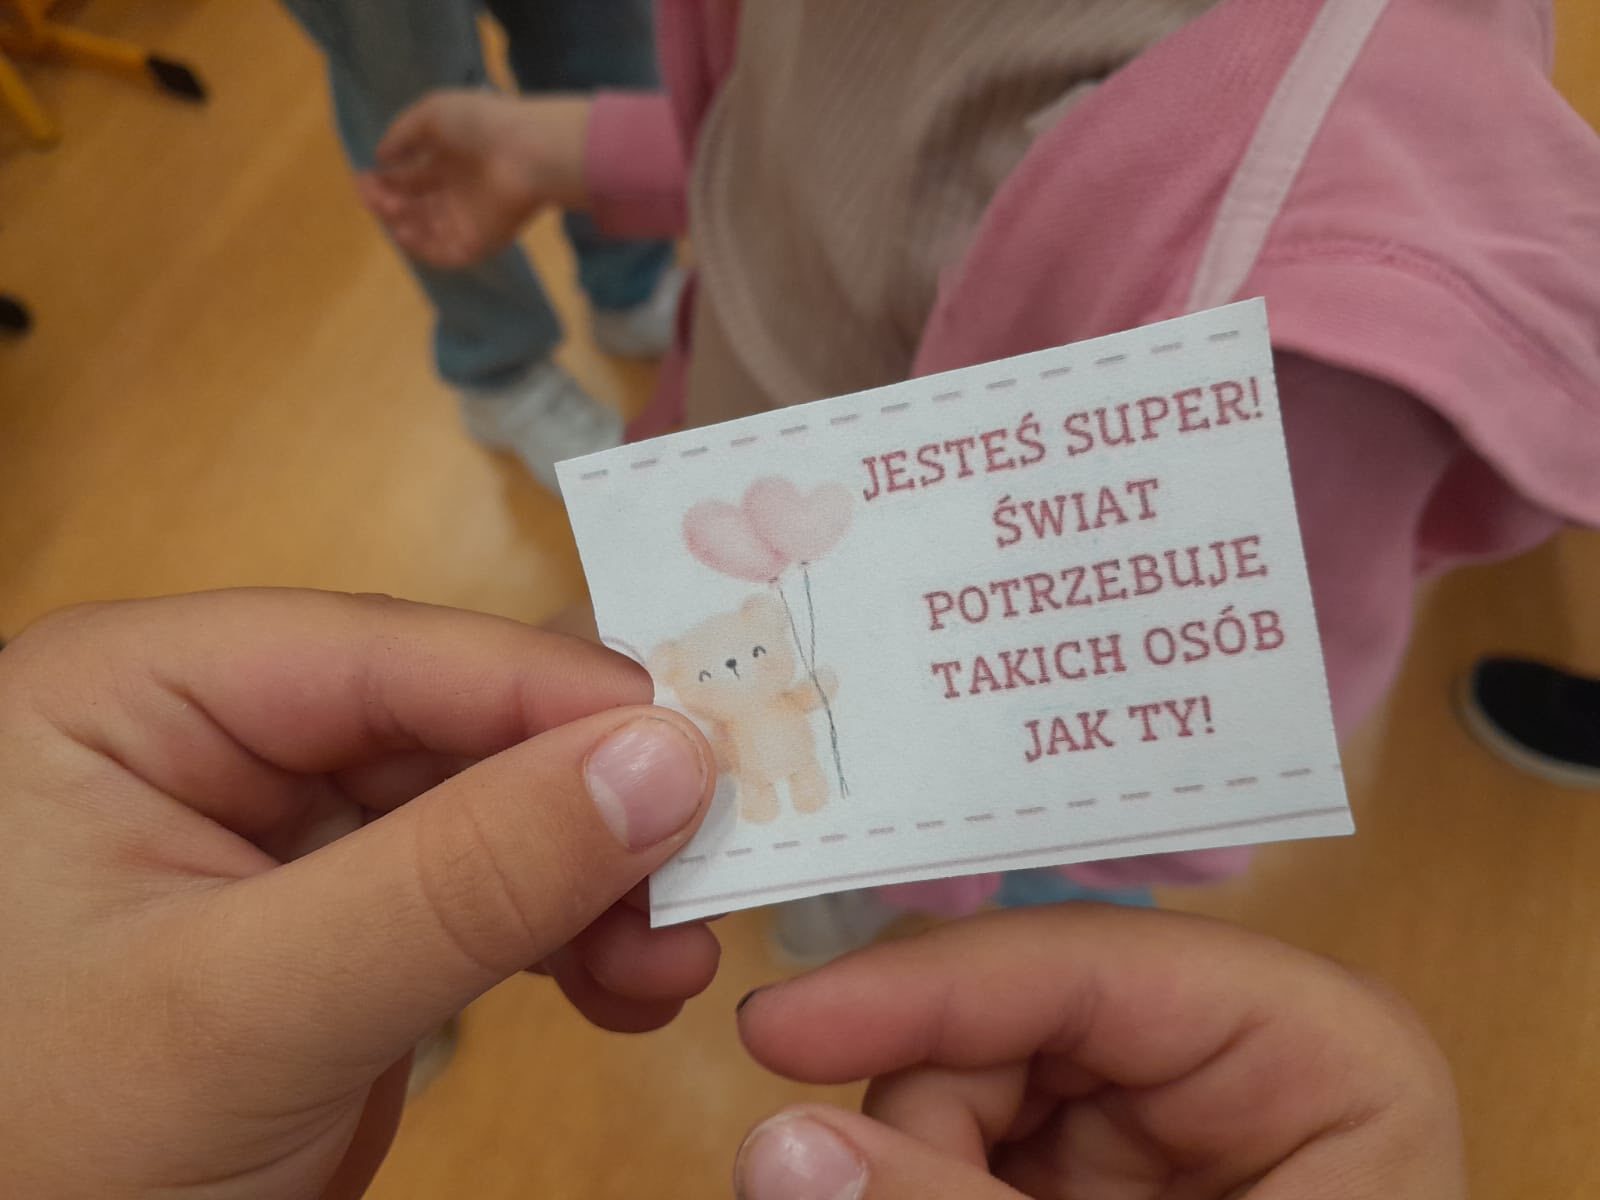 JESTEŚ SUPER!
ŚWIAT
POTRZEBUJE
TAKICH OSÓB
JAK TY!